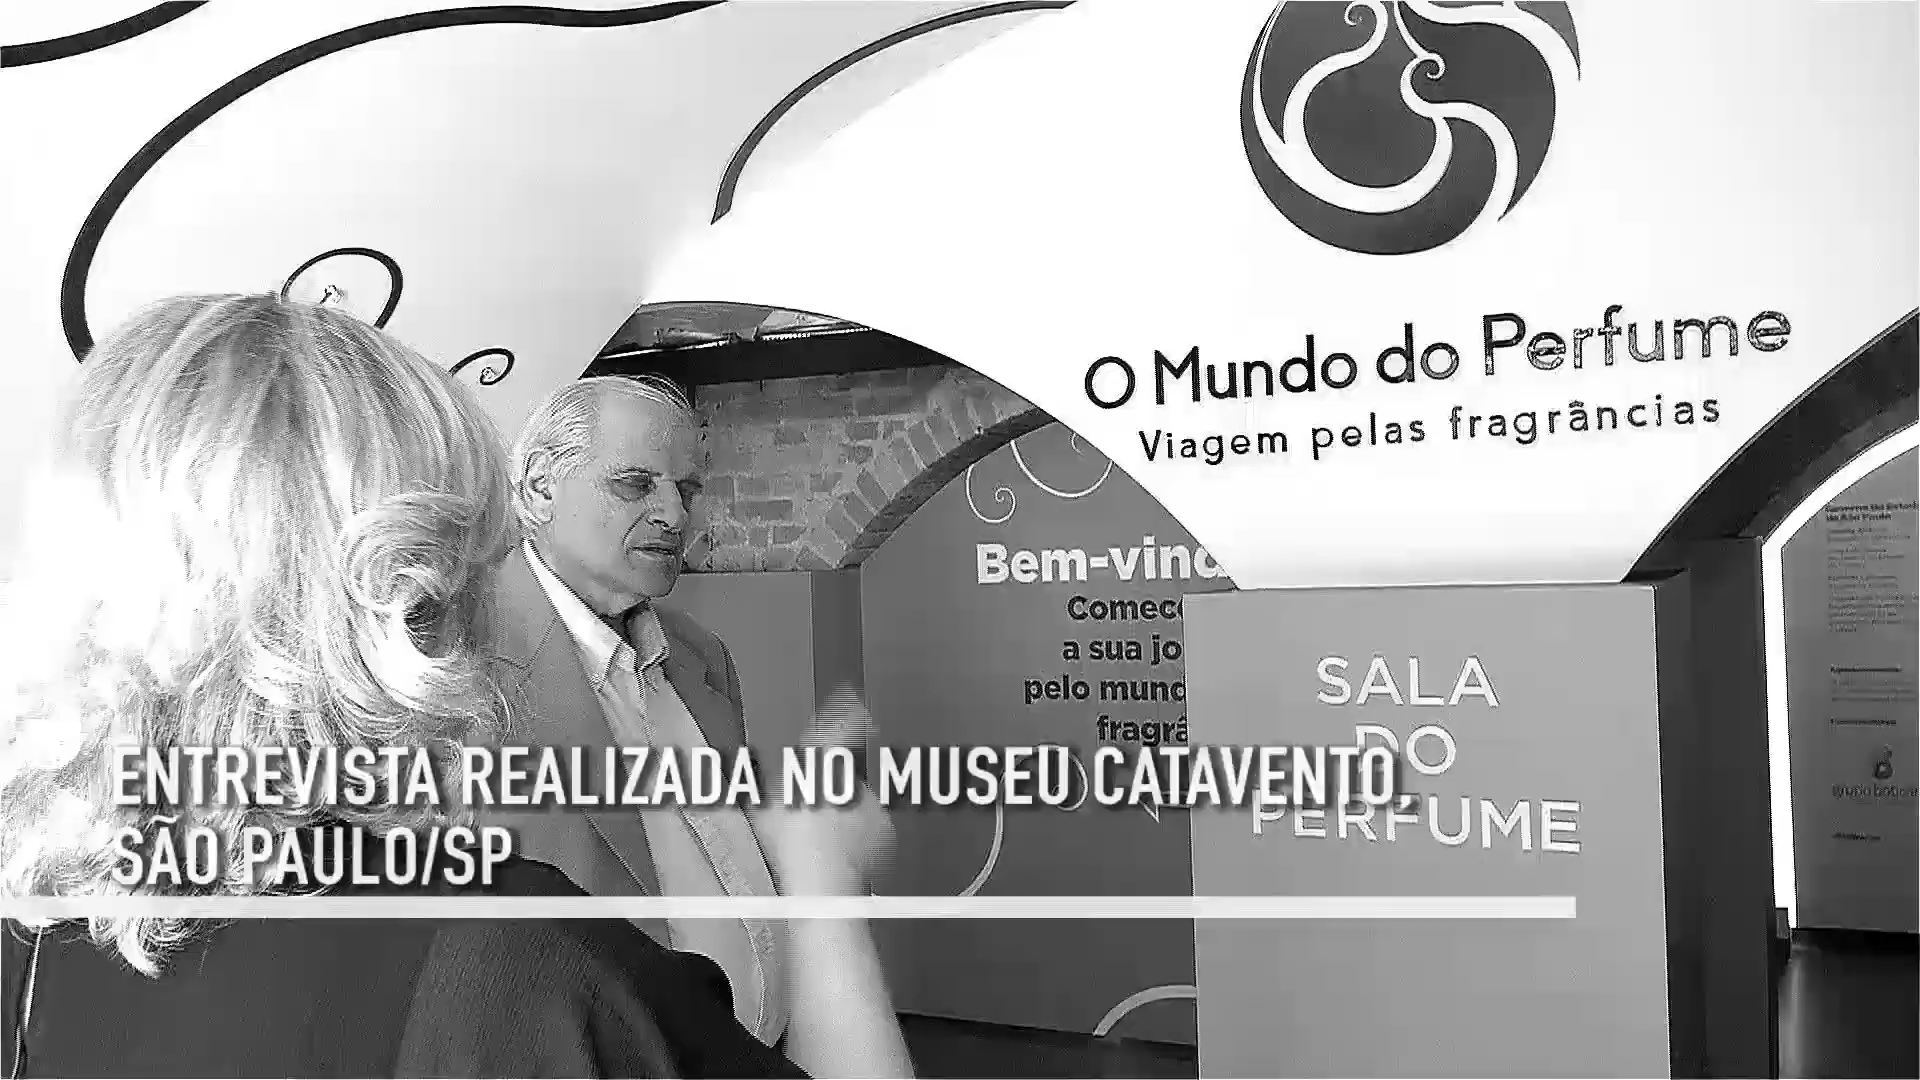 O Mundo do Perfume
Viagem pelas fragrâncias
Bem-vind
Comec
a sua jo
pelo mund
fragrâ
SALA
DO
PERFUME
ENTREVISTA REALIZADA NO MUSEU CATAVENTO,
SÃO PAULO/SP